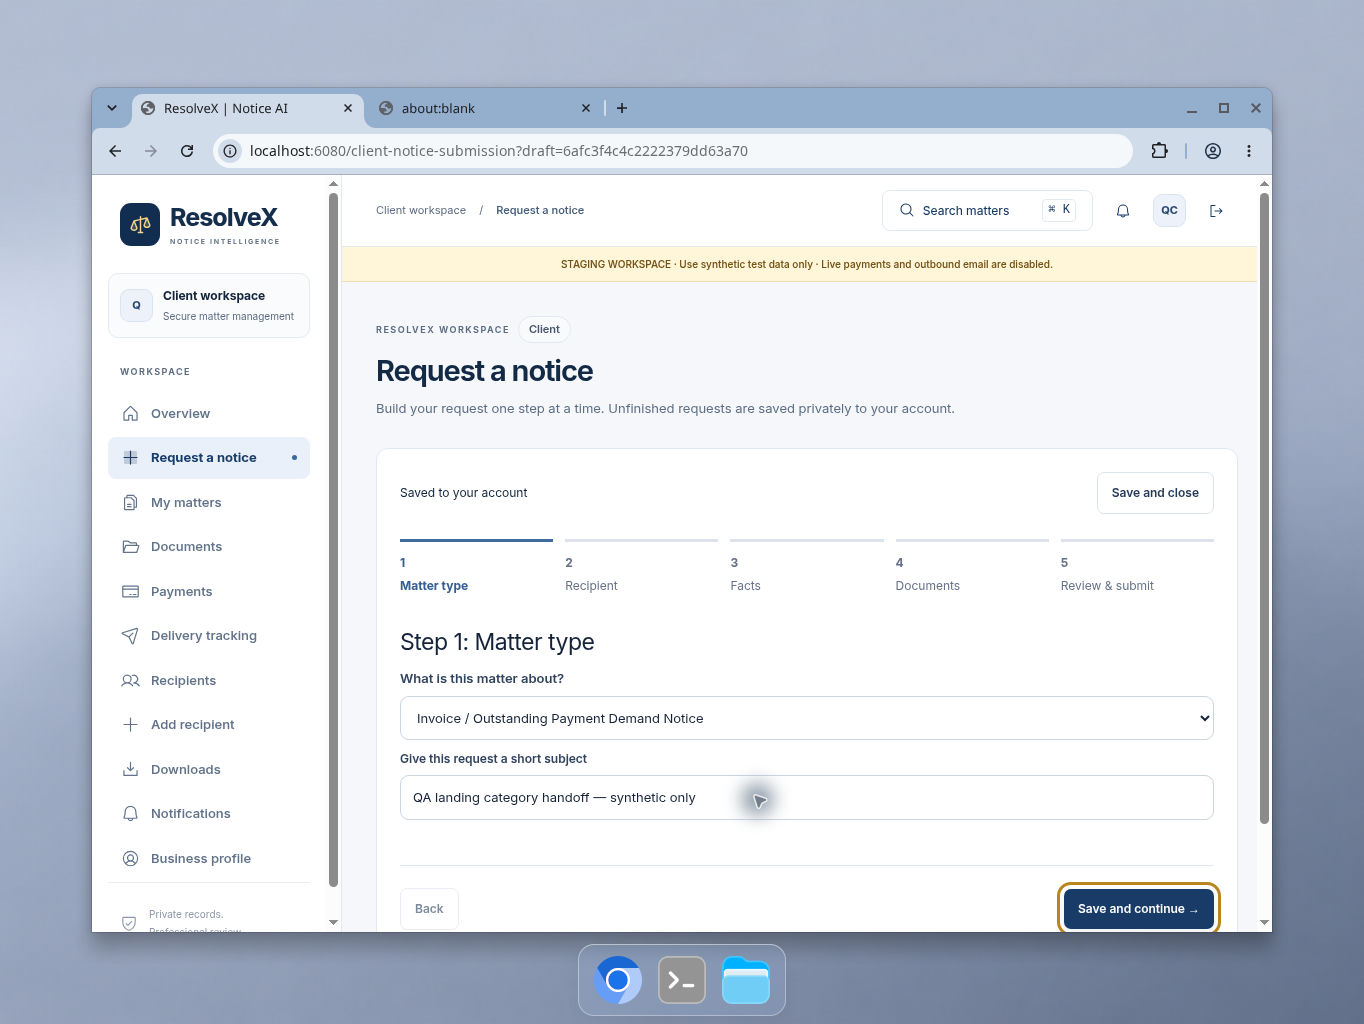 ResolveX | Notice AI
about:blank
localhost:6080/client-notice-submission?draft=6afc3f4c4c2222379dd63a70
ResolveX
NOTICE INTELLIGENCE
Q
Client workspace
Secure matter management
WORKSPACE
Overview
Request a notice
My matters
Documents
Payments
Delivery tracking
Recipients
Add recipient
Downloads
Notifications
Business profile
Private records.
Professional review
Client workspace / Request a notice
Search matters ⌘ K
QC
STAGING WORKSPACE · Use synthetic test data only · Live payments and outbound email are disabled.
RESOLVEX WORKSPACE Client
Request a notice
Build your request one step at a time. Unfinished requests are saved privately to your account.
Saved to your account
Save and close
1
Matter type
2
Recipient
3
Facts
4
Documents
5
Review & submit
Step 1: Matter type
What is this matter about?
Invoice / Outstanding Payment Demand Notice
Give this request a short subject
QA landing category handoff — synthetic only
Back
Save and continue →